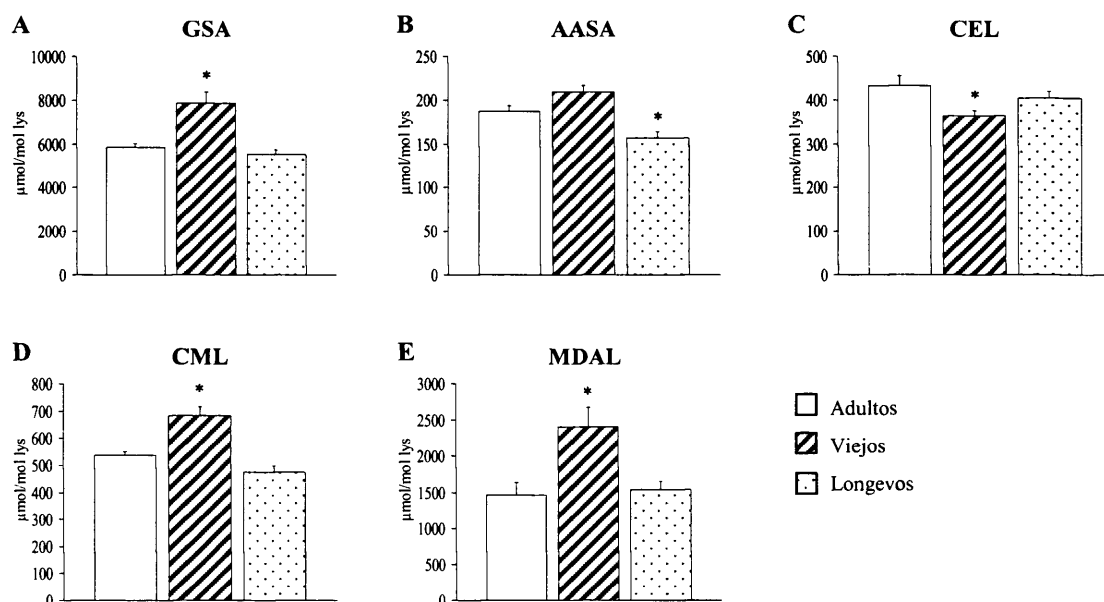 A
GSA
μmol/mol lys
10000
8000
6000
4000
2000
0
*
B
AASA
μmol/mol lys
250
200
150
100
50
0
*
C
CEL
μmol/mol lys
500
400
300
200
100
0
*
D
CML
μmol/mol lys
800
700
600
500
400
300
200
100
0
*
E
MDAL
μmol/mol lys
3000
2500
2000
1500
1000
500
0
*
Adultos
Viejos
Longevos